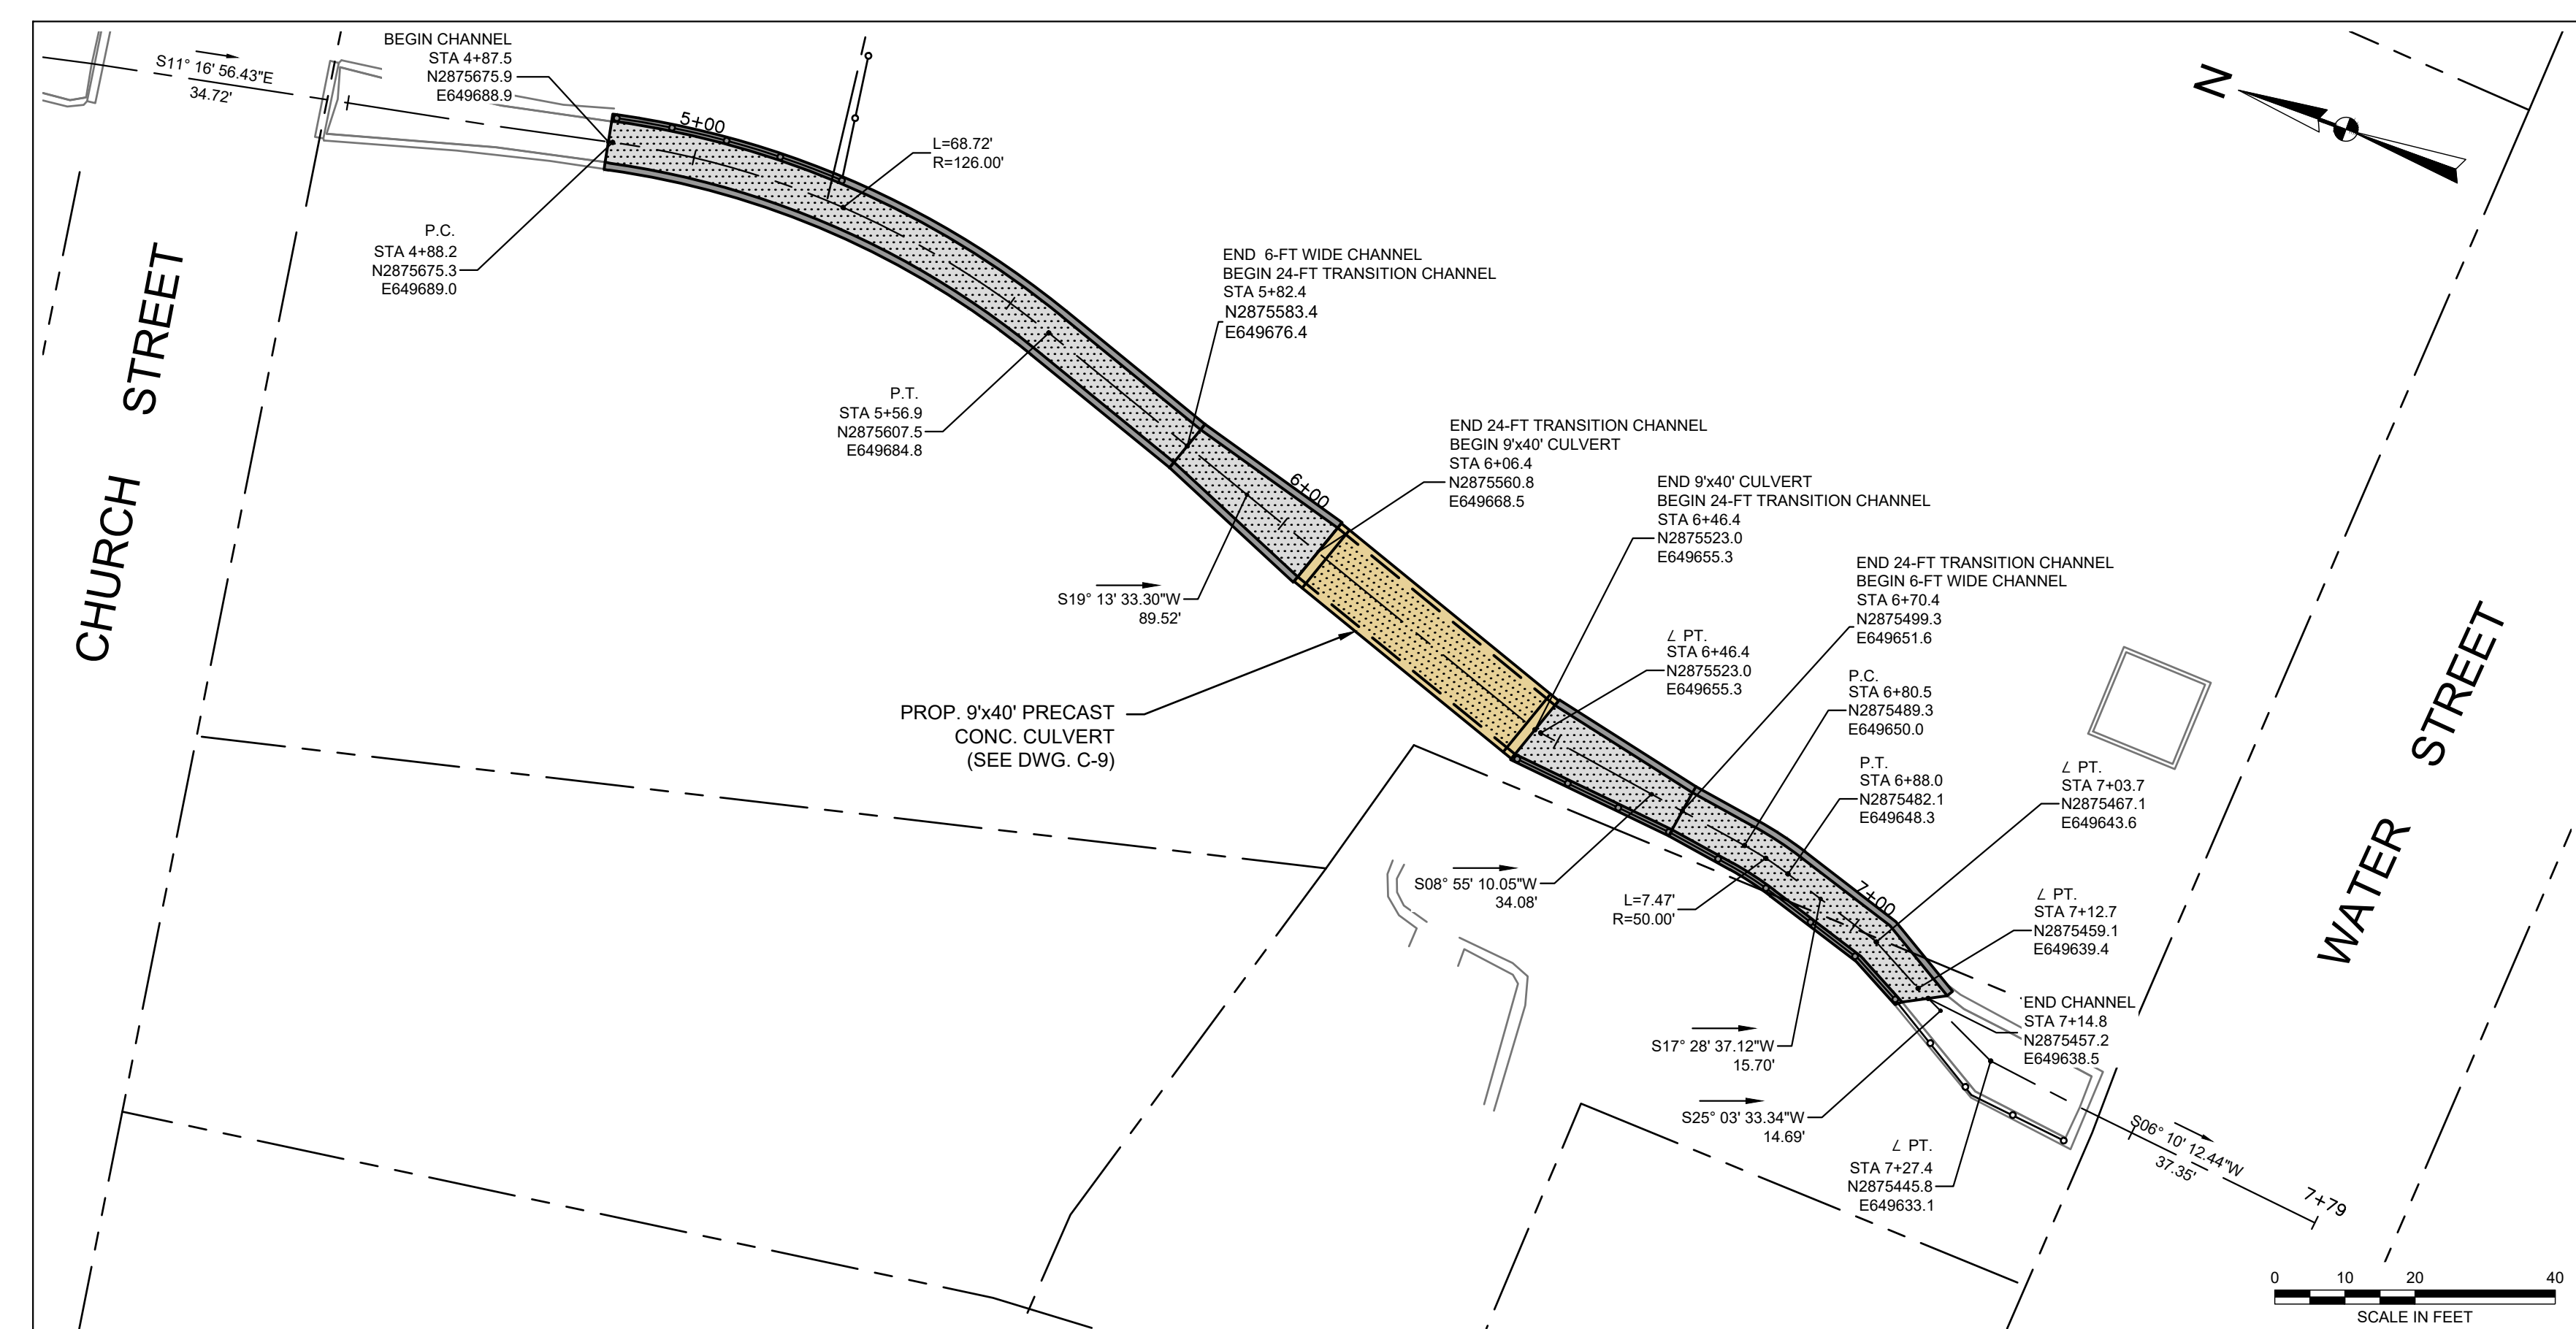 S11° 16' 56.43"E
34.72'
BEGIN CHANNEL
STA 4+87.5
N2875675.9
E649688.9
5+00
L=68.72'
R=126.00'
N
P.C.
STA 4+88.2
N2875675.3
E649689.0
CHURCH STREET
END 6-FT WIDE CHANNEL
BEGIN 24-FT TRANSITION CHANNEL
STA 5+82.4
N2875583.4
E649676.4
P.T.
STA 5+56.9
N2875607.5
E649684.8
END 24-FT TRANSITION CHANNEL
BEGIN 9'x40' CULVERT
STA 6+06.4
N2875560.8
E649668.5
6+00
END 9'x40' CULVERT
BEGIN 24-FT TRANSITION CHANNEL
STA 6+46.4
N2875523.0
E649655.3
S19° 13' 33.30"W
89.52'
END 24-FT TRANSITION CHANNEL
BEGIN 6-FT WIDE CHANNEL
STA 6+70.4
N2875499.3
E649651.6
∠ PT.
STA 6+46.4
N2875523.0
E649655.3
P.C.
STA 6+80.5
N2875489.3
E649650.0
PROP. 9'x40' PRECAST
CONC. CULVERT
(SEE DWG. C-9)
P.T.
STA 6+88.0
N2875482.1
E649648.3
∠ PT.
STA 7+03.7
N2875467.1
E649643.6
WATER STREET
S08° 55' 10.05"W
34.08'
L=7.47'
R=50.00'
7+00
∠ PT.
STA 7+12.7
N2875459.1
E649639.4
END CHANNEL
STA 7+14.8
N2875457.2
E649638.5
S17° 28' 37.12"W
15.70'
S25° 03' 33.34"W
14.69'
∠ PT.
STA 7+27.4
N2875445.8
E649633.1
S06° 10' 12.44"W
37.35'
7+79
0 10 20 40
SCALE IN FEET